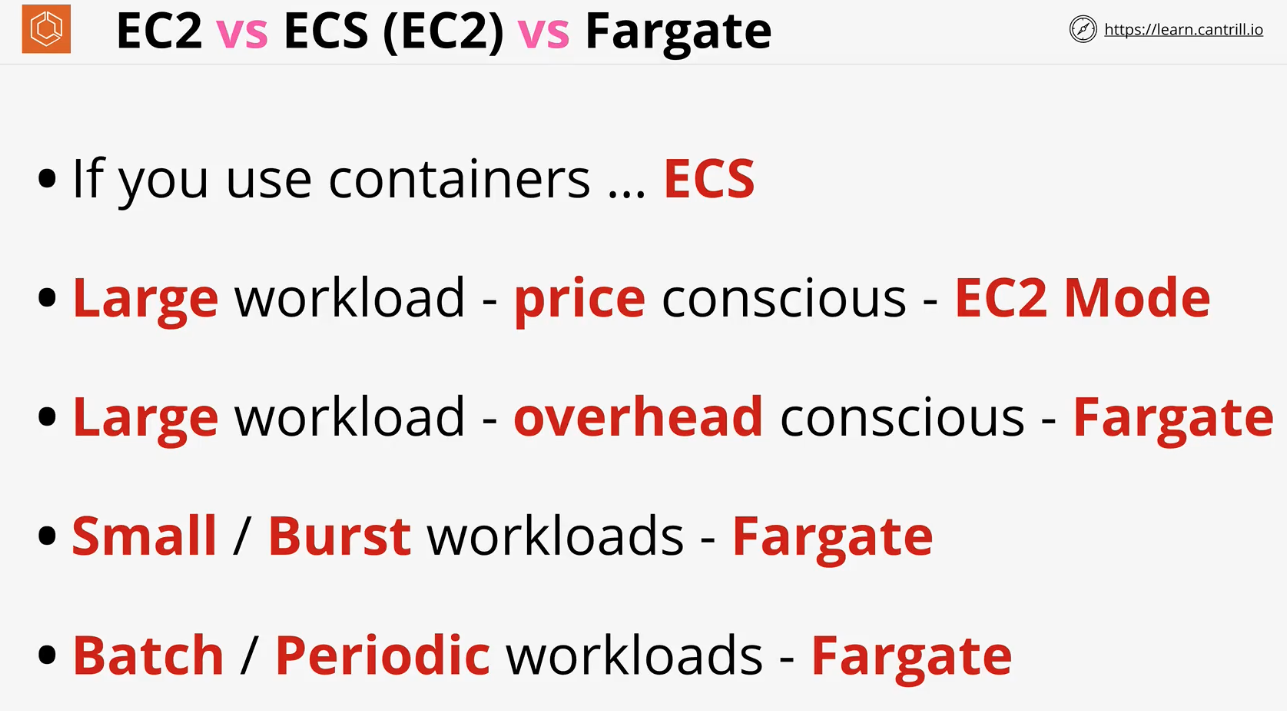 EC2 vs ECS (EC2) vs Fargate
https://learn.cantrill.io
• If you use containers ... ECS
• Large workload - price conscious - EC2 Mode
• Large workload - overhead conscious - Fargate
• Small / Burst workloads - Fargate
• Batch / Periodic workloads - Fargate